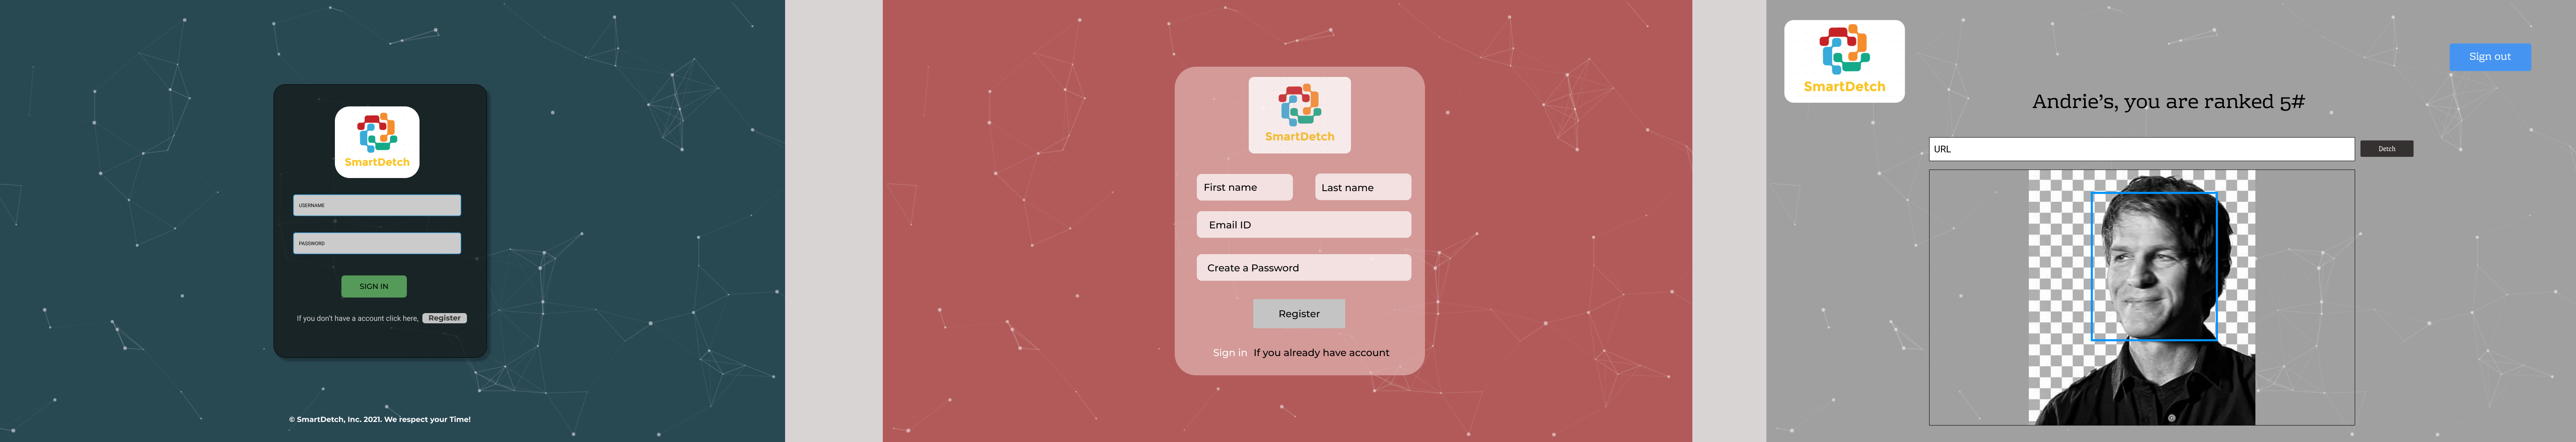 SmartDetch
USERNAME
PASSWORD
SIGN IN
If you don't have a account click here, Register
© SmartDetch, Inc. 2021. We respect your Time!
SmartDetch
First name
Last name
Email ID
Create a Password
Register
Sign in If you already have account
SmartDetch
Sign out
Andrie's, you are ranked 5#
URL
Detch